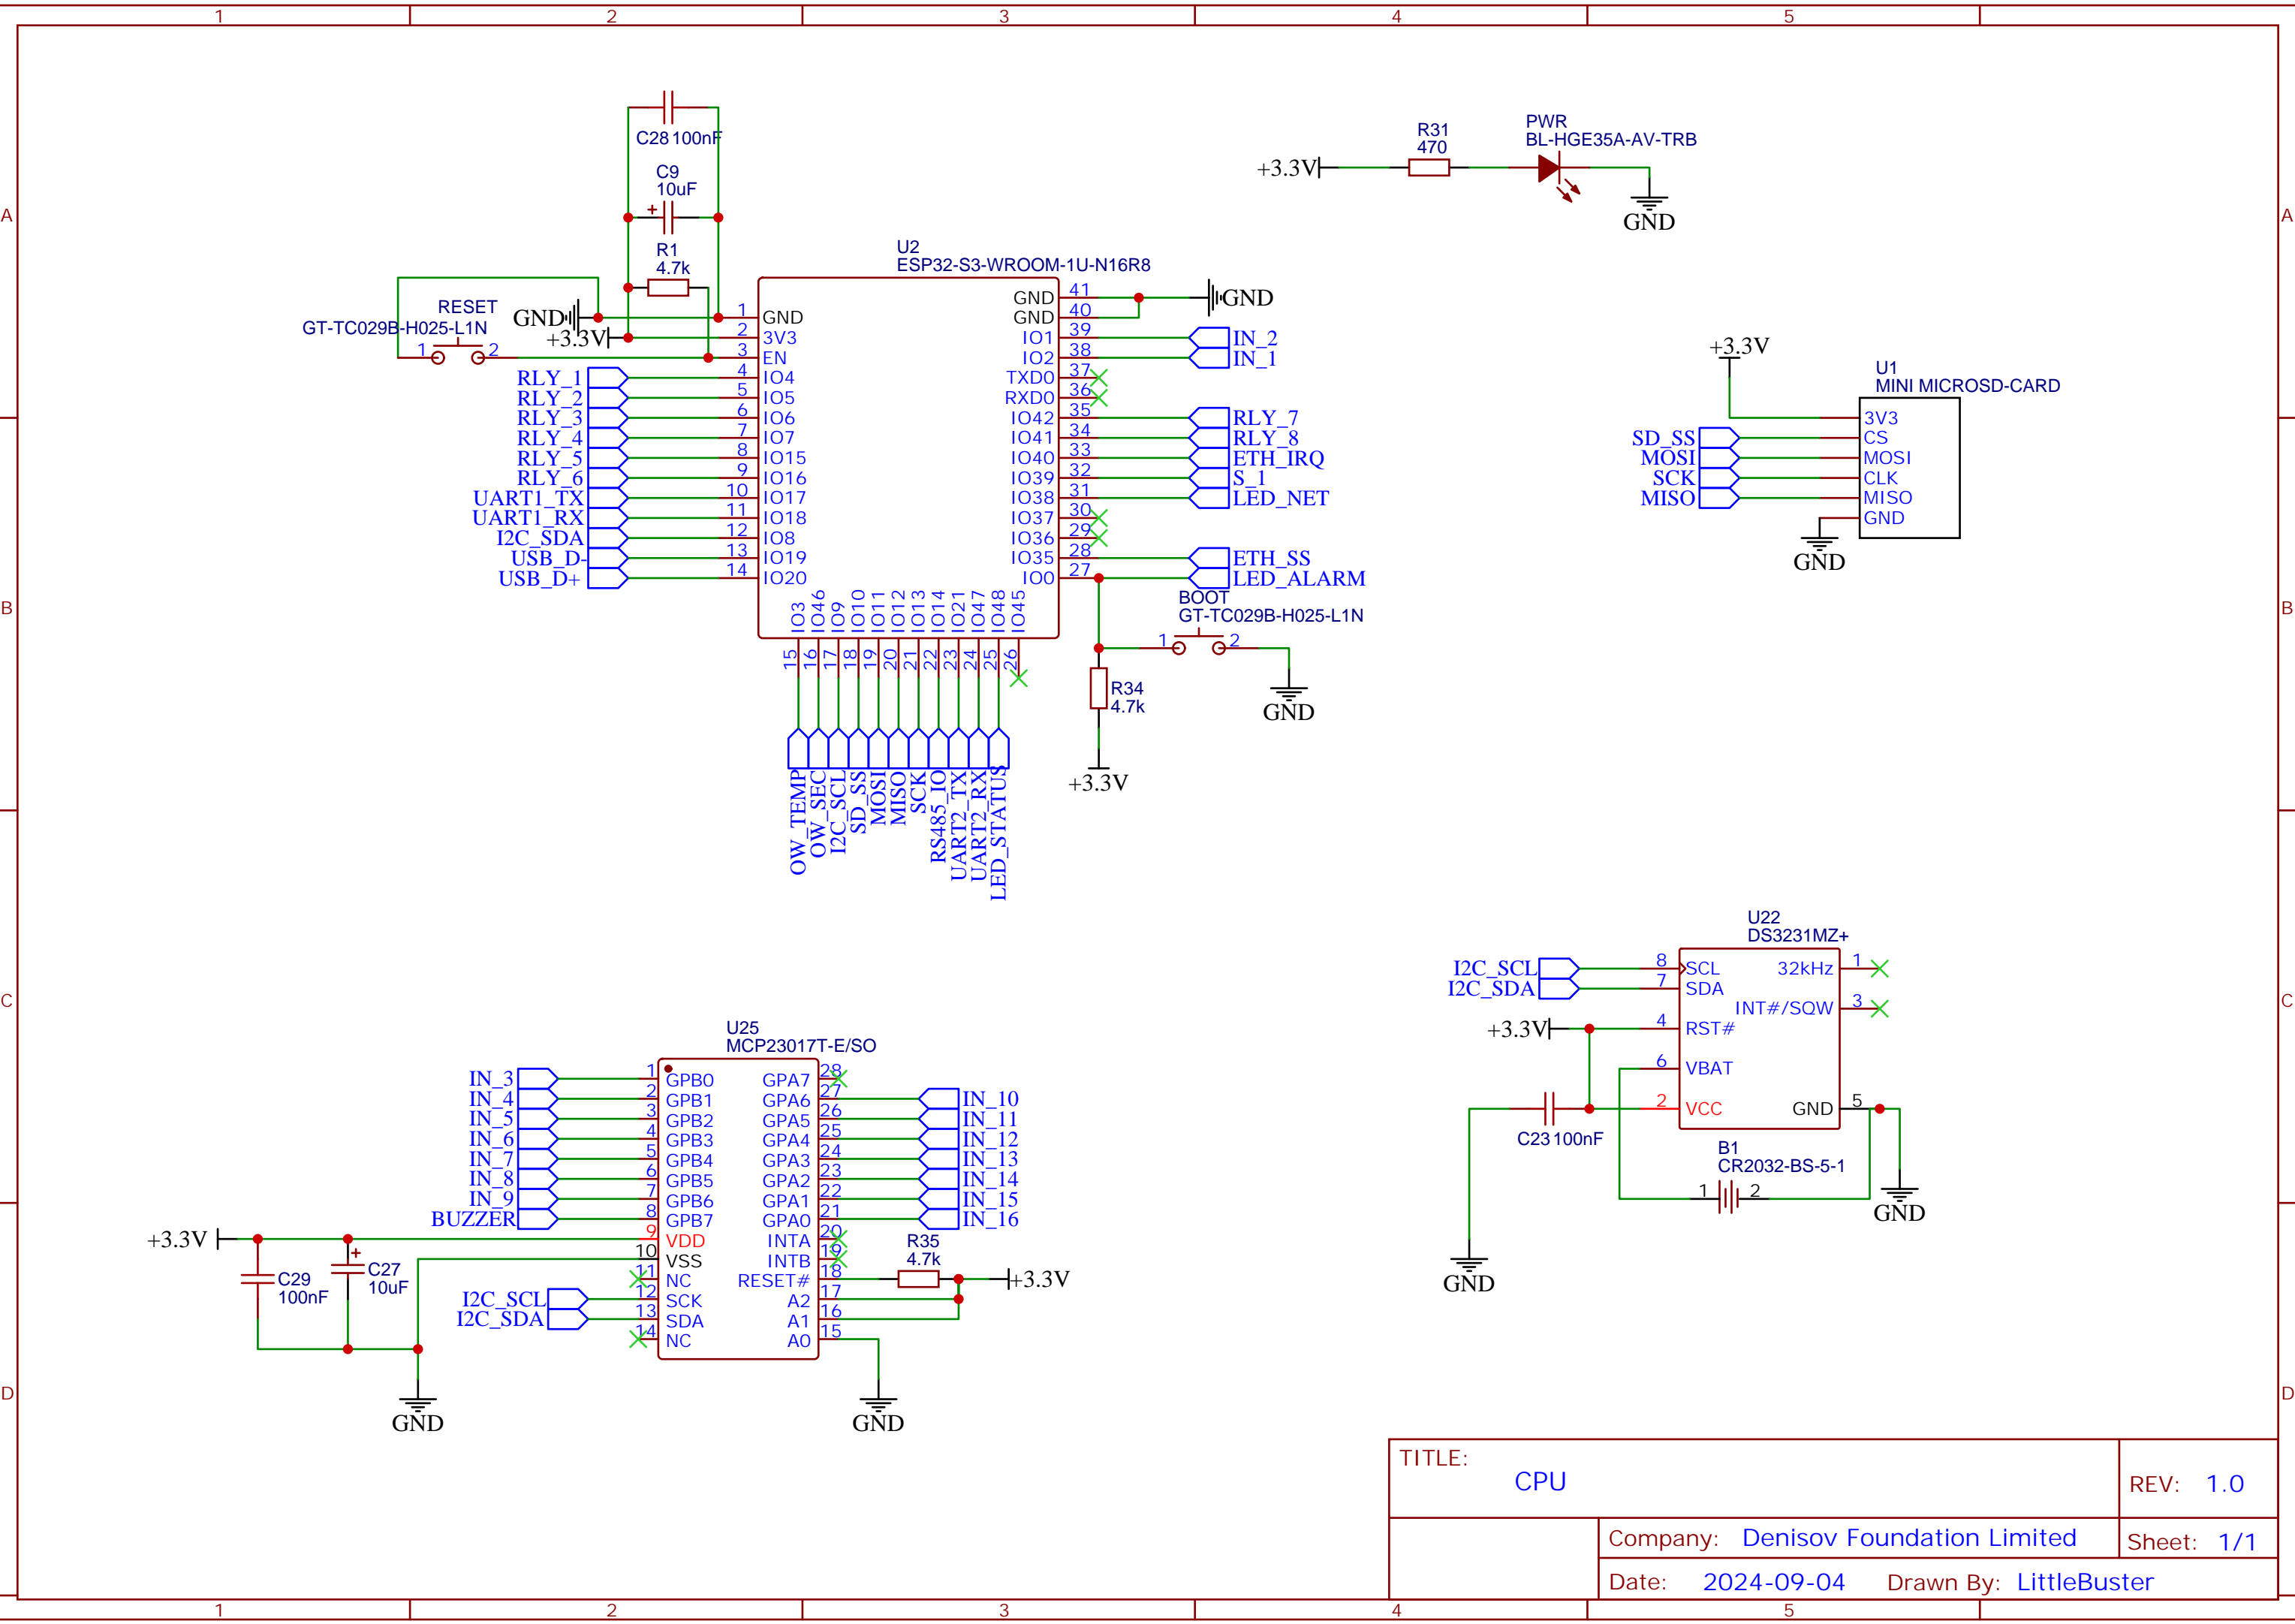 1 2 3 4 5
A
B
C
D
A
B
C
D
C28 100nF
C9
10uF
R1
4.7k
RESET
GT-TC029B-H025-L1N
1 2
GND
+3.3V
U2
ESP32-S3-WROOM-1U-N16R8
1 GND
2 3V3
3 EN
RLY_1 4 IO4
RLY_2 5 IO5
RLY_3 6 IO6
RLY_4 7 IO7
RLY_5 8 IO15
RLY_6 9 IO16
UART1_TX 10 IO17
UART1_RX 11 IO18
I2C_SDA 12 IO8
USB_D- 13 IO19
USB_D+ 14 IO20
GND 41 GND
GND 40
IO1 39 IN_2
IO2 38 IN_1
TXD0 37
RXD0 36
IO42 35 RLY_7
IO41 34 RLY_8
IO40 33 ETH_IRQ
IO39 32 S_1
IO38 31 LED_NET
IO37 30
IO36 29
IO35 28 ETH_SS
IO0 27 LED_ALARM
IO3 15 OW_TEMP
IO46 16 OW_SEC
IO9 17 I2C_SCL
IO10 18 SD_SS
IO11 19 MOSI
IO12 20 MISO
IO13 21 SCK
IO14 22 RS485_IO
IO21 23 UART2_TX
IO47 24 UART2_RX
IO48 25 LED_STATUS
IO45 26
BOOT
GT-TC029B-H025-L1N
1 2
GND
R34
4.7k
+3.3V
+3.3V
R31
470
PWR
BL-HGE35A-AV-TRB
GND
+3.3V
U1
MINI MICROSD-CARD
3V3
SD_SS CS
MOSI MOSI
SCK CLK
MISO MISO
GND
GND
U22
DS3231MZ+
I2C_SCL 8 SCL
I2C_SDA 7 SDA
+3.3V 4 RST#
6 VBAT
2 VCC
32kHz 1
INT#/SQW 3
GND 5
C23 100nF
B1
CR2032-BS-5-1
1 2
GND
GND
U25
MCP23017T-E/SO
IN_3 1 GPB0
IN_4 2 GPB1
IN_5 3 GPB2
IN_6 4 GPB3
IN_7 5 GPB4
IN_8 6 GPB5
IN_9 7 GPB6
BUZZER 8 GPB7
+3.3V 9 VDD
10 VSS
11 NC
I2C_SCL 12 SCK
I2C_SDA 13 SDA
14 NC
GPA7 28
GPA6 27 IN_10
GPA5 26 IN_11
GPA4 25 IN_12
GPA3 24 IN_13
GPA2 23 IN_14
GPA1 22 IN_15
GPA0 21 IN_16
INTA 20
INTB 19
RESET# 18
A2 17
A1 16
A0 15
R35
4.7k
+3.3V
C29
100nF
+
C27
10uF
GND
GND
TITLE:
CPU
REV: 1.0
Company: Denisov Foundation Limited
Sheet: 1/1
Date: 2024-09-04 Drawn By: LittleBuster
1 2 3 4 5